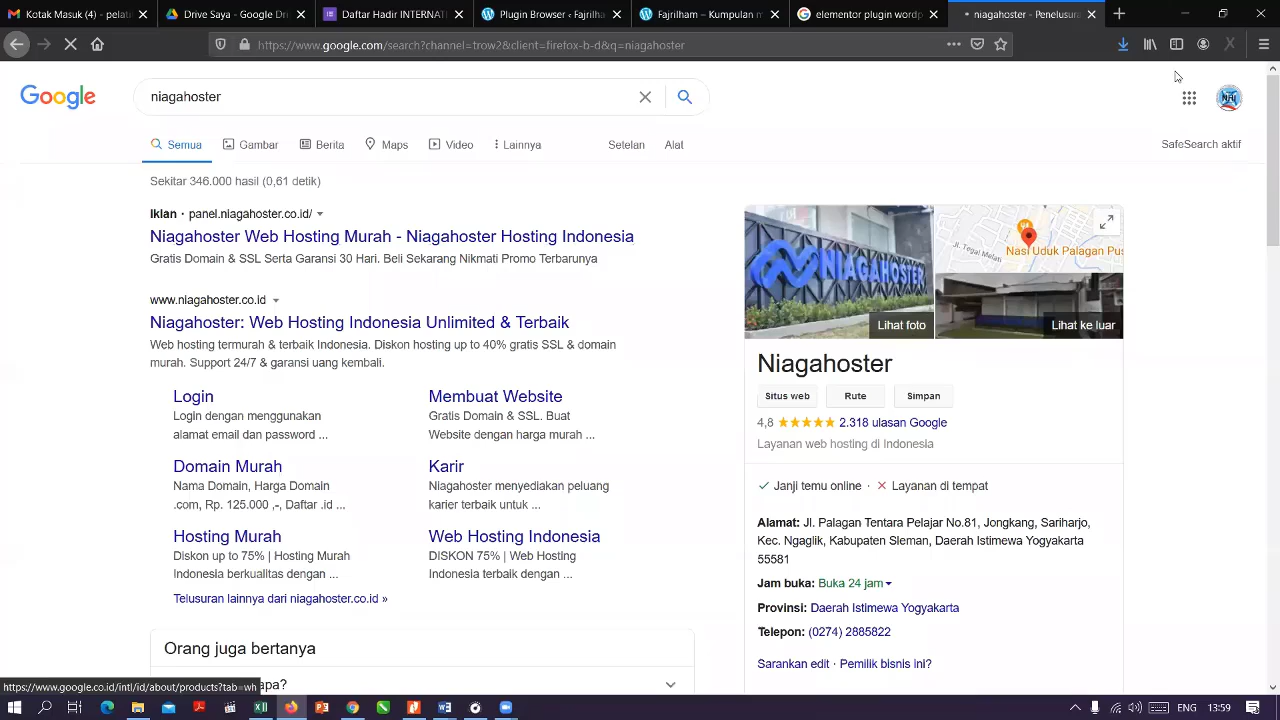 Kotak Masuk - pelati
Drive Saya - Google Dr
Daftar Hadir INTERNAT
Plugin Browser ‹ Fajrilha
Fajrilham – Kumpulan m
elementor plugin wordp
niagahoster - Penelusura
https://www.google.com/search?channel=trow2&client=firefox-b-d&q=niagahoster
Google
niagahoster
Semua
Gambar
Berita
Maps
Video
Lainnya
Setelan
Alat
SafeSearch aktif
Sekitar 346.000 hasil (0,61 detik)
Iklan · panel.niagahoster.co.id/
Niagahoster Web Hosting Murah - Niagahoster Hosting Indonesia
Gratis Domain & SSL Serta Garansi 30 Hari. Beli Sekarang Nikmati Promo Terbarunya
www.niagahoster.co.id
Niagahoster: Web Hosting Indonesia Unlimited & Terbaik
Web hosting termurah & terbaik Indonesia. Diskon hosting up to 40% gratis SSL & domain
murah. Support 24/7 & garansi uang kembali.
Login
Login dengan menggunakan
alamat email dan password ...
Membuat Website
Gratis Domain & SSL. Buat
Website dengan harga murah ...
Domain Murah
Nama Domain, Harga Domain
.com, Rp. 125.000 ,-, Daftar .id ...
Karir
Niagahoster menyediakan peluang
karier terbaik untuk ...
Hosting Murah
Diskon up to 75% | Hosting Murah
Indonesia berkualitas dengan ...
Web Hosting Indonesia
DISKON 75% | Web Hosting
Indonesia terbaik dengan ...
Telusuran lainnya dari niagahoster.co.id »
Orang juga bertanya
apa?
NIAGAHOSTER
Lihat foto
Jl. Tegal Melati
Nasi Uduk Palagan Pus
Lihat ke luar
Niagahoster
Situs web
Rute
Simpan
4,8 ★★★★★ 2.318 ulasan Google
Layanan web hosting di Indonesia
✓ Janji temu online · ✕ Layanan di tempat
Alamat: Jl. Palagan Tentara Pelajar No.81, Jongkang, Sariharjo,
Kec. Ngaglik, Kabupaten Sleman, Daerah Istimewa Yogyakarta
55581
Jam buka: Buka 24 jam
Provinsi: Daerah Istimewa Yogyakarta
Telepon: (0274) 2885822
Sarankan edit · Pemilik bisnis ini?
https://www.google.co.id/intl/id/about/products?tab=wh
ENG
13:59